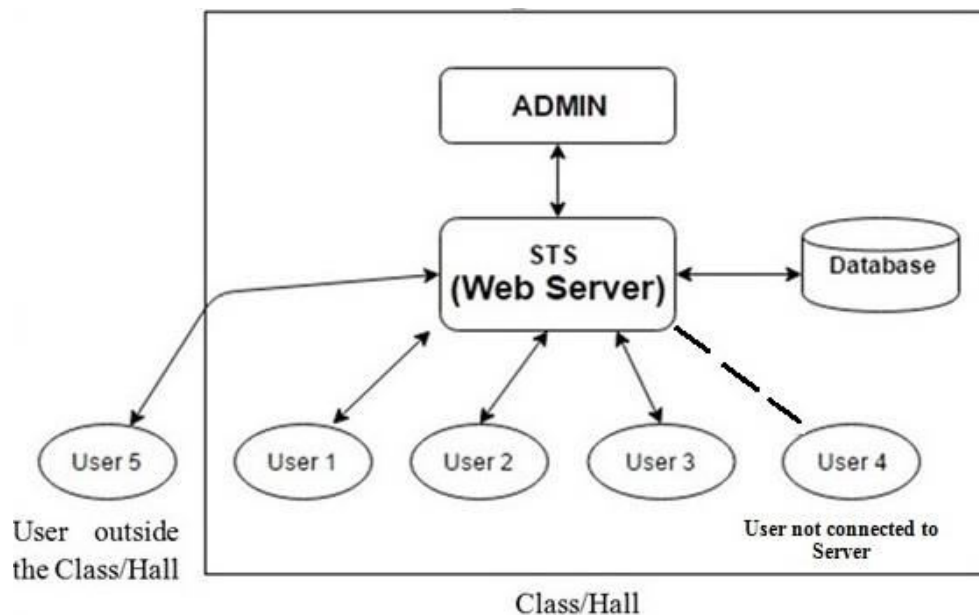 ADMIN
STS
(Web Server)
Database
User 5
User 1
User 2
User 3
User 4
User outside
the Class/Hall
User not connected to
Server
Class/Hall